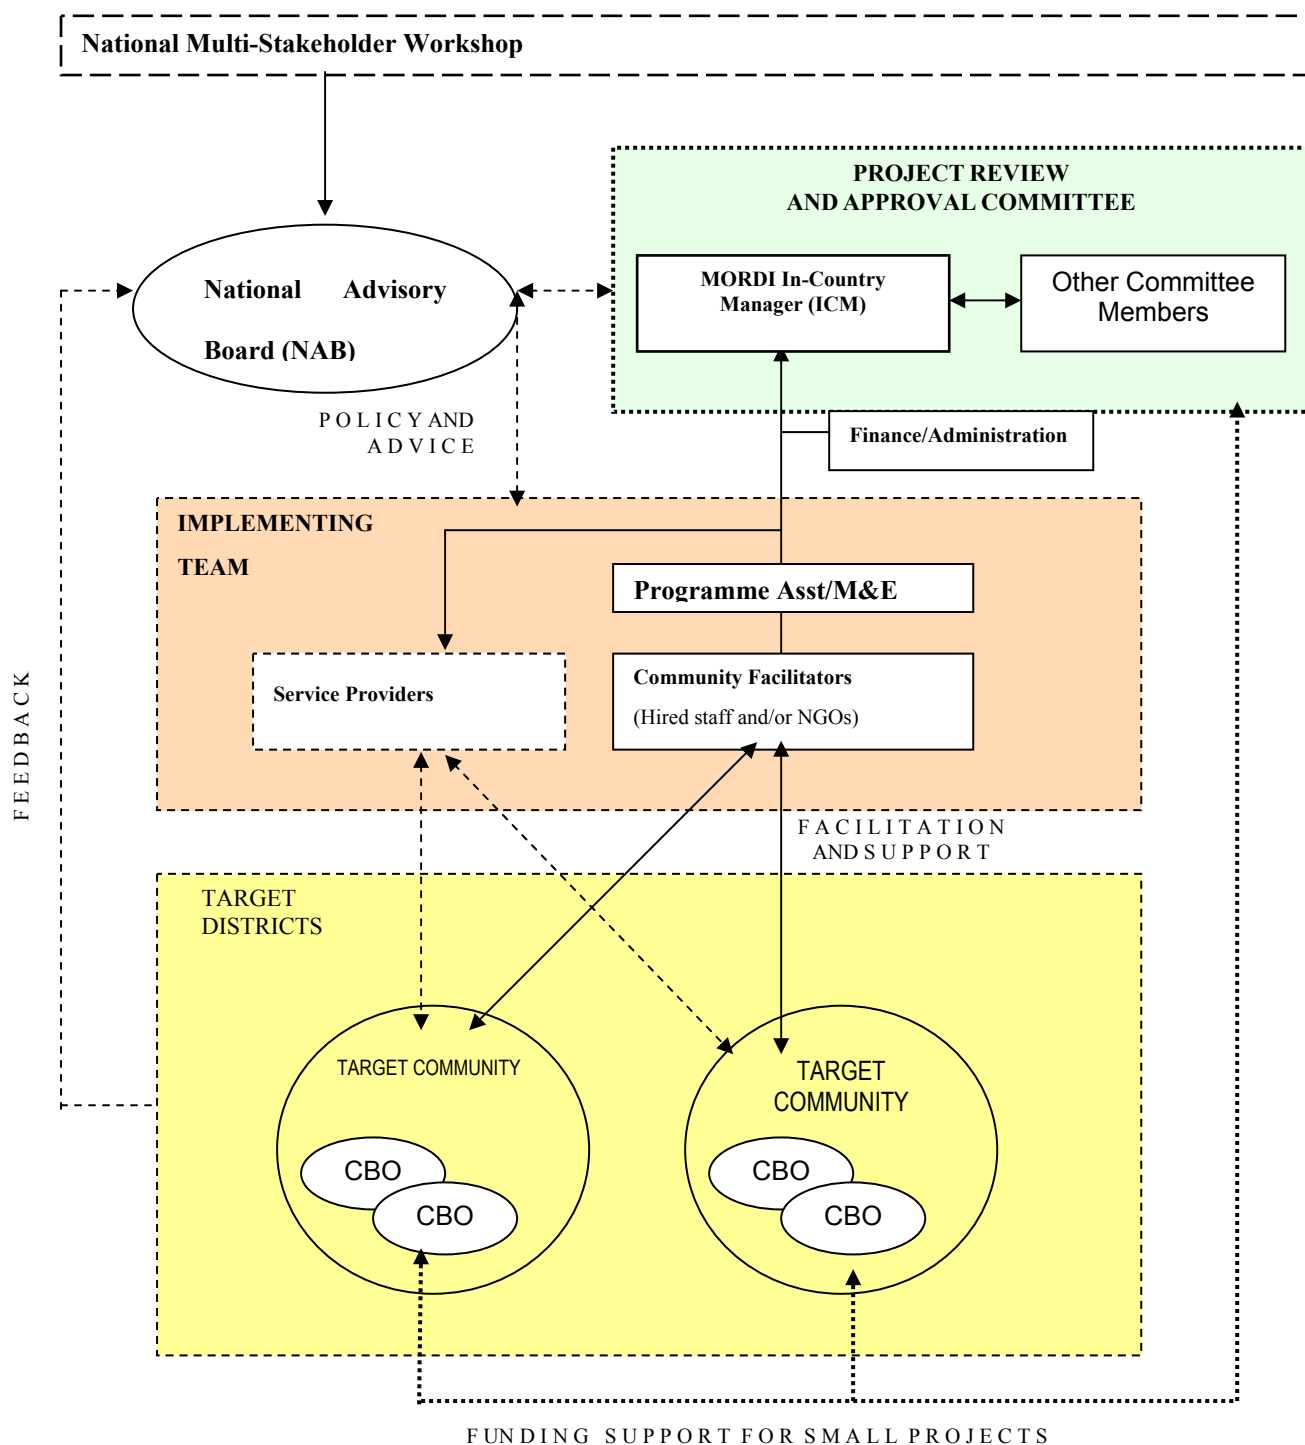 National Multi-Stakeholder Workshop
PROJECT REVIEW
AND APPROVAL COMMITTEE
MORDI In-Country
Manager (ICM)
Other Committee
Members
National Advisory
Board (NAB)
POLICY AND
ADVICE
Finance/Administration
IMPLEMENTING
TEAM
Programme Asst/M&E
Service Providers
Community Facilitators
(Hired staff and/or NGOs)
FEEDBACK
FACILITATION
AND SUPPORT
TARGET
DISTRICTS
TARGET COMMUNITY
CBO
CBO
TARGET
COMMUNITY
CBO
CBO
FUNDING SUPPORT FOR SMALL PROJECTS